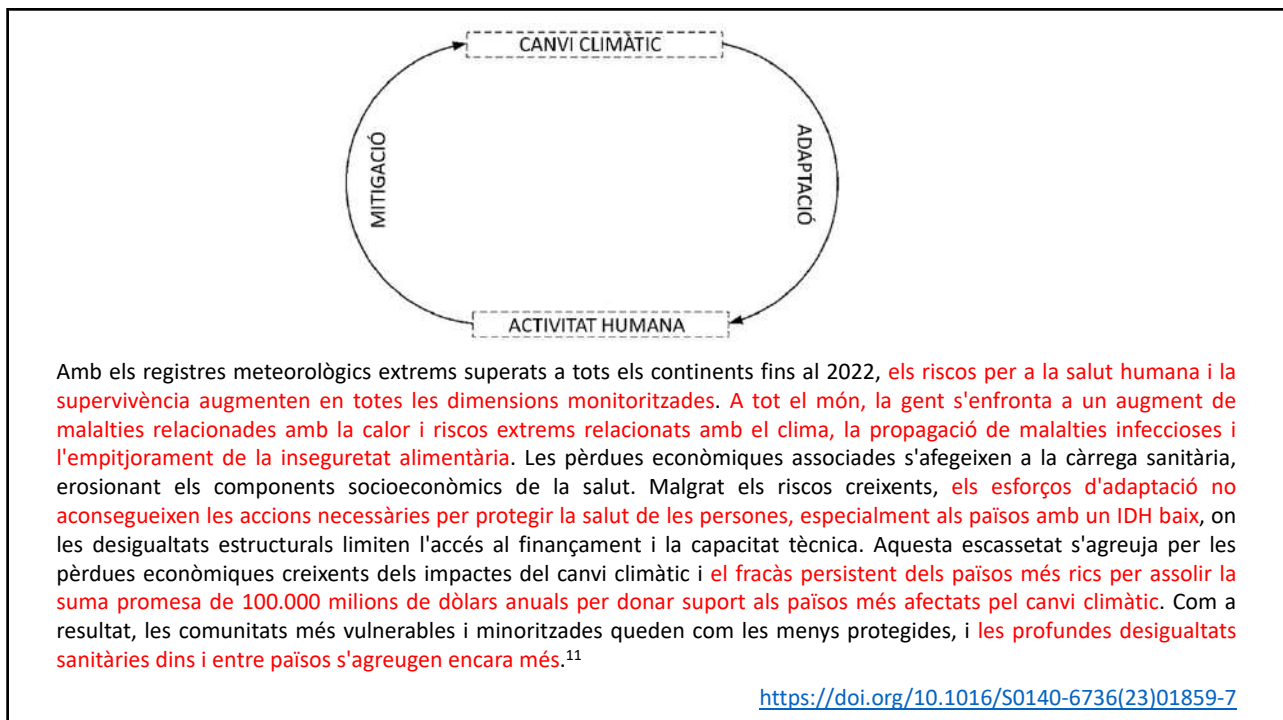 CANVI CLIMÀTIC
MITIGACIÓ
ADAPTACIÓ
ACTIVITAT HUMANA
Amb els registres meteorològics extrems superats a tots els continents fins al 2022, els riscos per a la salut humana i la
supervivència augmenten en totes les dimensions monitoritzades. A tot el món, la gent s'enfronta a un augment de
malalties relacionades amb la calor i riscos extrems relacionats amb el clima, la propagació de malalties infeccioses i
l'empitjorament de la inseguretat alimentària. Les pèrdues econòmiques associades s'afegeixen a la càrrega sanitària,
erosionant els components socioeconòmics de la salut. Malgrat els riscos creixents, els esforços d'adaptació no
aconsegueixen les accions necessàries per protegir la salut de les persones, especialment als països amb un IDH baix, on
les desigualtats estructurals limiten l'accés al finançament i la capacitat tècnica. Aquesta escassetat s'agreuja per les
pèrdues econòmiques creixents dels impactes del canvi climàtic i el fracàs persistent dels països més rics per assolir la
suma promesa de 100.000 milions de dòlars anuals per donar suport als països més afectats pel canvi climàtic. Com a
resultat, les comunitats més vulnerables i minoritzades queden com les menys protegides, i les profundes desigualtats
sanitàries dins i entre països s'agreugen encara més.¹¹
https://doi.org/10.1016/S0140-6736(23)01859-7